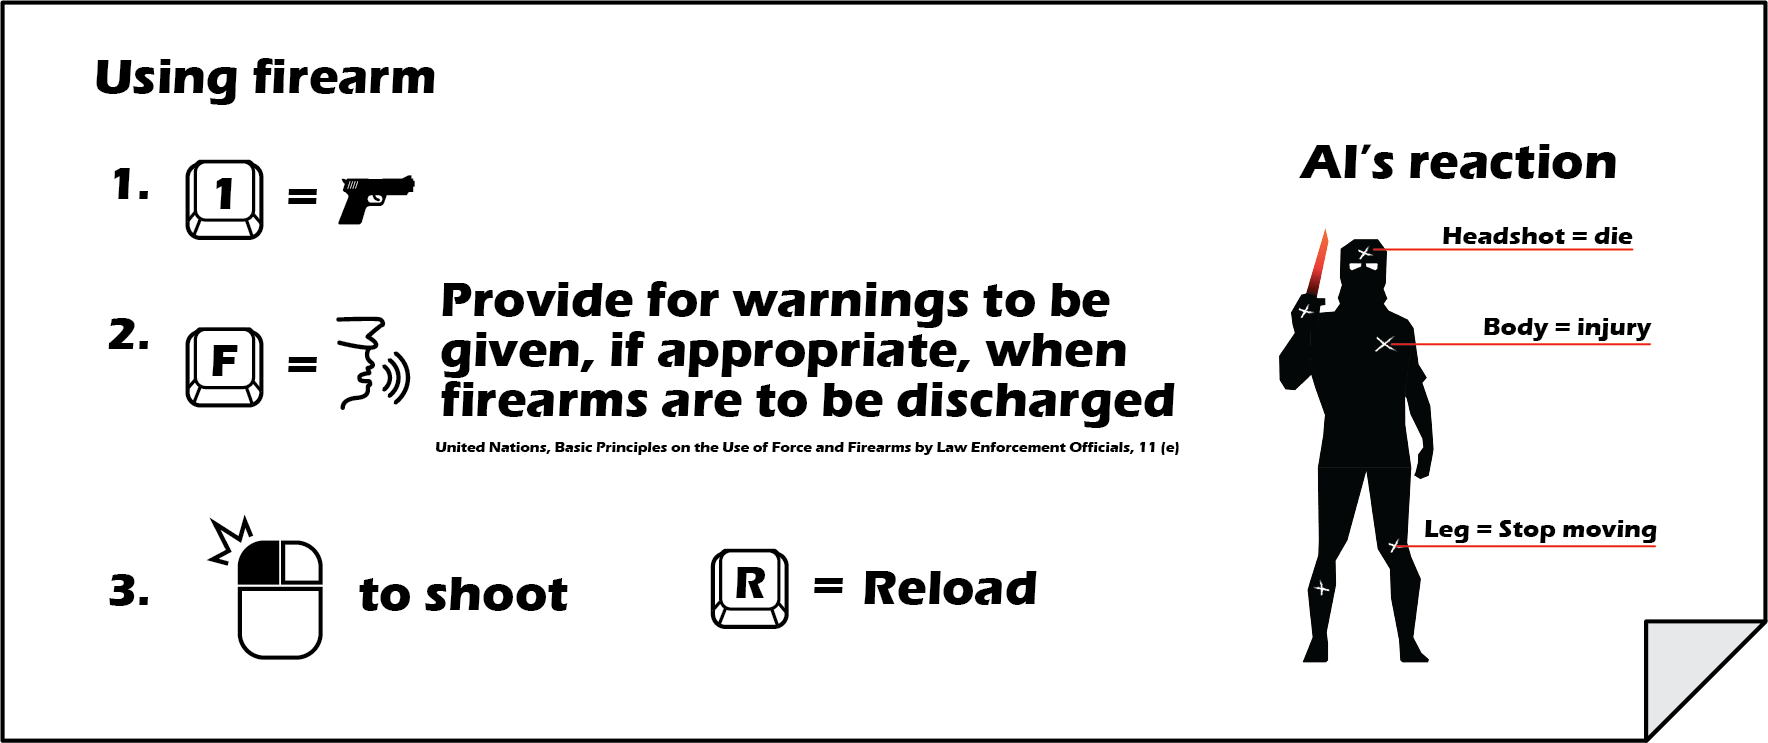 Using firearm
1. 1 =
2. F = Provide for warnings to be
given, if appropriate, when
firearms are to be discharged
United Nations, Basic Principles on the Use of Force and Firearms by Law Enforcement Officials, 11 (e)
3. to shoot
R = Reload
AI's reaction
Headshot = die
Body = injury
Leg = Stop moving